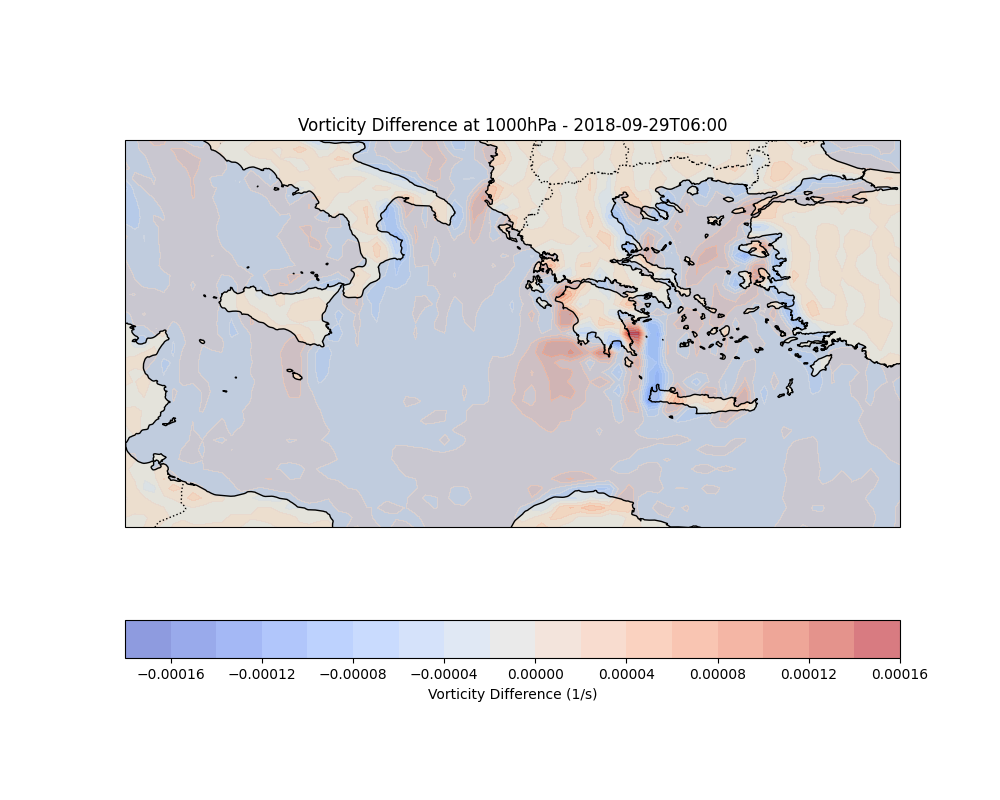 Vorticity Difference at 1000hPa - 2018-09-29T06:00
−0.00016 −0.00012 −0.00008 −0.00004 0.00000 0.00004 0.00008 0.00012 0.00016
Vorticity Difference (1/s)